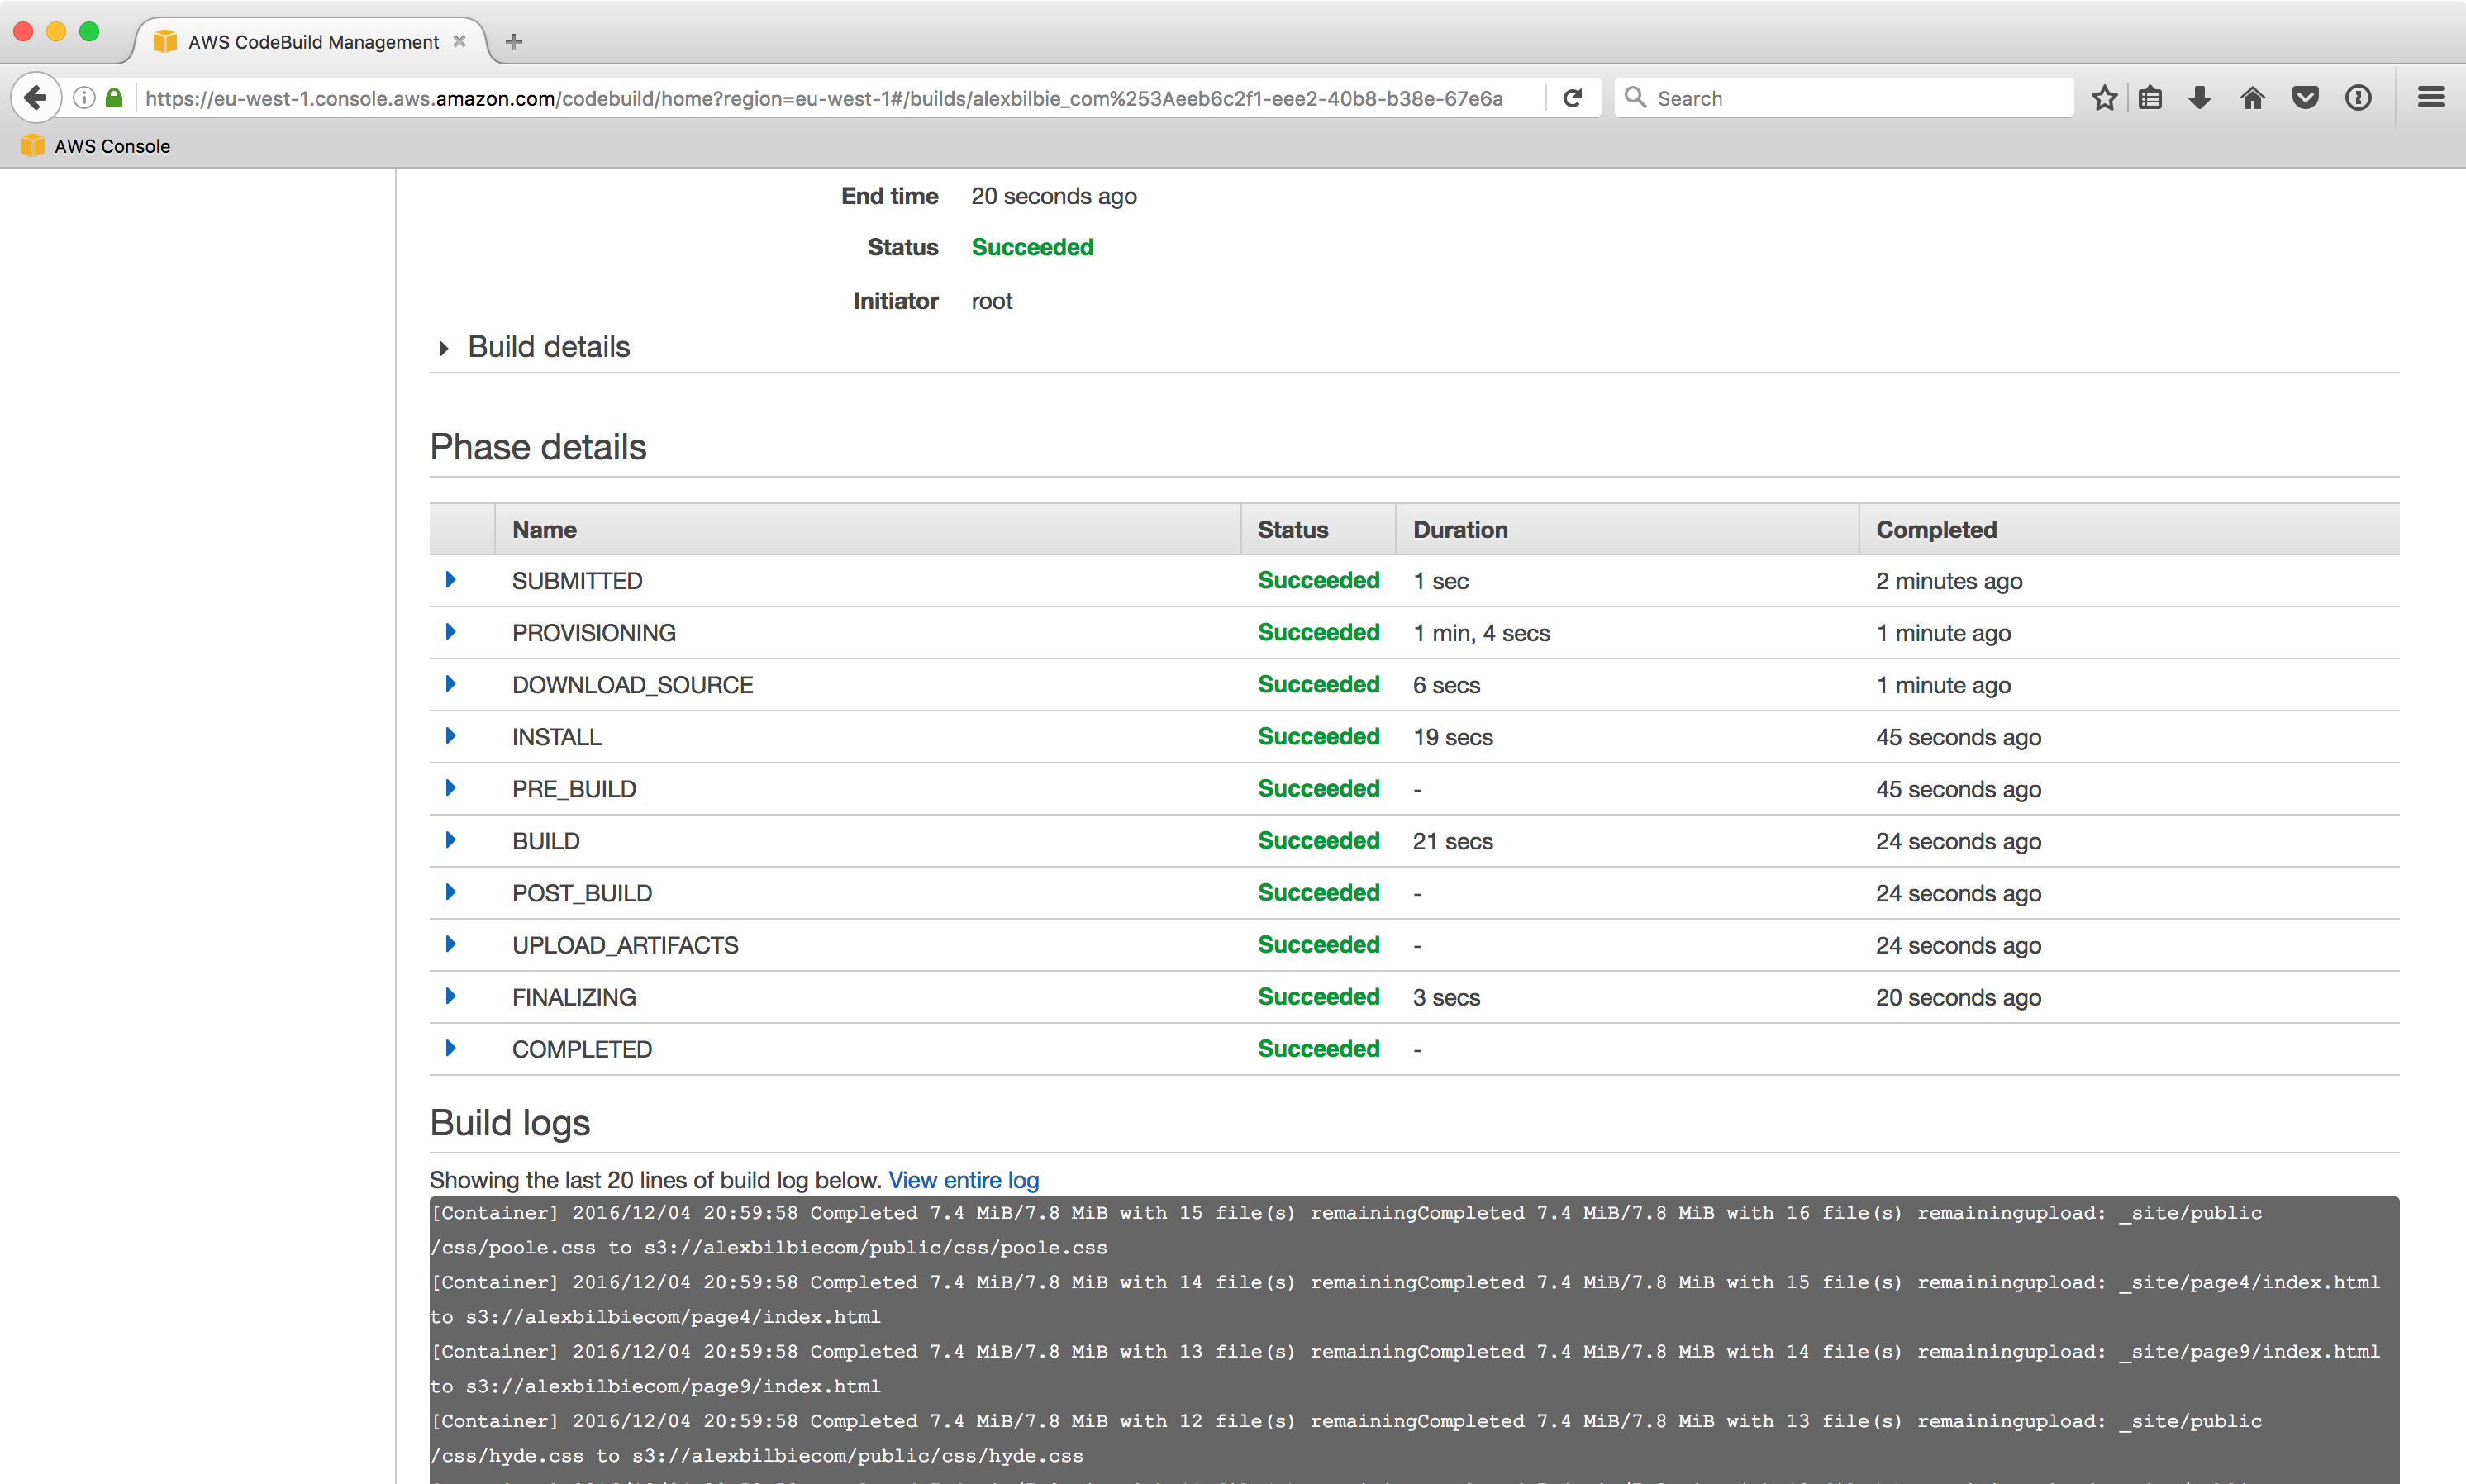 AWS CodeBuild Management
https://eu-west-1.console.aws.amazon.com/codebuild/home?region=eu-west-1#/builds/alexbilbie_com%253Aeeb6c2f1-eee2-40b8-b38e-67e6a
Search
AWS Console
End time 20 seconds ago
Status Succeeded
Initiator root
Build details
Phase details
Name Status Duration Completed
SUBMITTED Succeeded 1 sec 2 minutes ago
PROVISIONING Succeeded 1 min, 4 secs 1 minute ago
DOWNLOAD_SOURCE Succeeded 6 secs 1 minute ago
INSTALL Succeeded 19 secs 45 seconds ago
PRE_BUILD Succeeded - 45 seconds ago
BUILD Succeeded 21 secs 24 seconds ago
POST_BUILD Succeeded - 24 seconds ago
UPLOAD_ARTIFACTS Succeeded - 24 seconds ago
FINALIZING Succeeded 3 secs 20 seconds ago
COMPLETED Succeeded -
Build logs
Showing the last 20 lines of build log below. View entire log
[Container] 2016/12/04 20:59:58 Completed 7.4 MiB/7.8 MiB with 15 file(s) remainingCompleted 7.4 MiB/7.8 MiB with 16 file(s) remainingupload: _site/public
/css/poole.css to s3://alexbilbiecom/public/css/poole.css
[Container] 2016/12/04 20:59:58 Completed 7.4 MiB/7.8 MiB with 14 file(s) remainingCompleted 7.4 MiB/7.8 MiB with 15 file(s) remainingupload: _site/page4/index.html
to s3://alexbilbiecom/page4/index.html
[Container] 2016/12/04 20:59:58 Completed 7.4 MiB/7.8 MiB with 13 file(s) remainingCompleted 7.4 MiB/7.8 MiB with 14 file(s) remainingupload: _site/page9/index.html
to s3://alexbilbiecom/page9/index.html
[Container] 2016/12/04 20:59:58 Completed 7.4 MiB/7.8 MiB with 12 file(s) remainingCompleted 7.4 MiB/7.8 MiB with 13 file(s) remainingupload: _site/public
/css/hyde.css to s3://alexbilbiecom/public/css/hyde.css